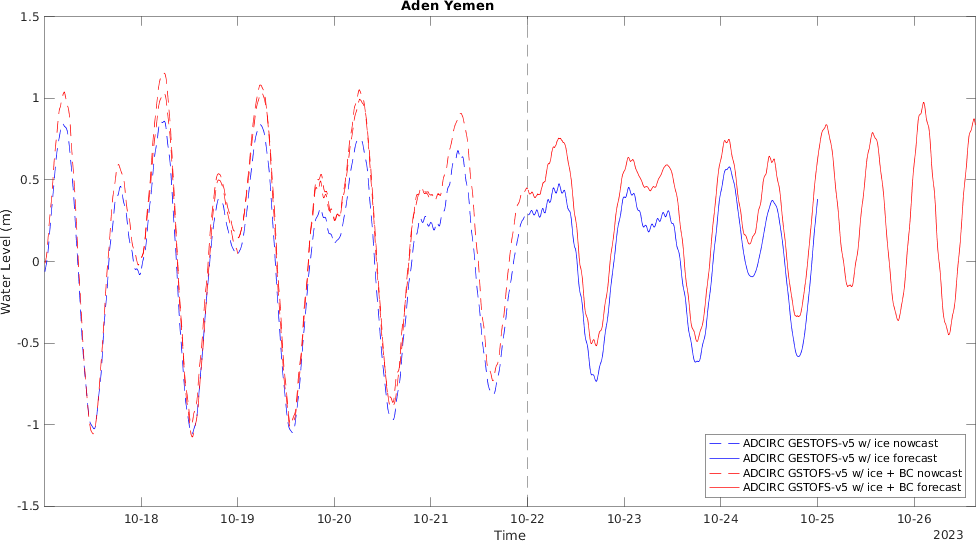 Aden Yemen
1.5
1
0.5
0
-0.5
-1
-1.5
Water Level (m)
10-18 10-19 10-20 10-21 10-22 10-23 10-24 10-25 10-26
Time
2023
ADCIRC GESTOFS-v5 w/ ice nowcast
ADCIRC GESTOFS-v5 w/ ice forecast
ADCIRC GSTOFS-v5 w/ ice + BC nowcast
ADCIRC GSTOFS-v5 w/ ice + BC forecast